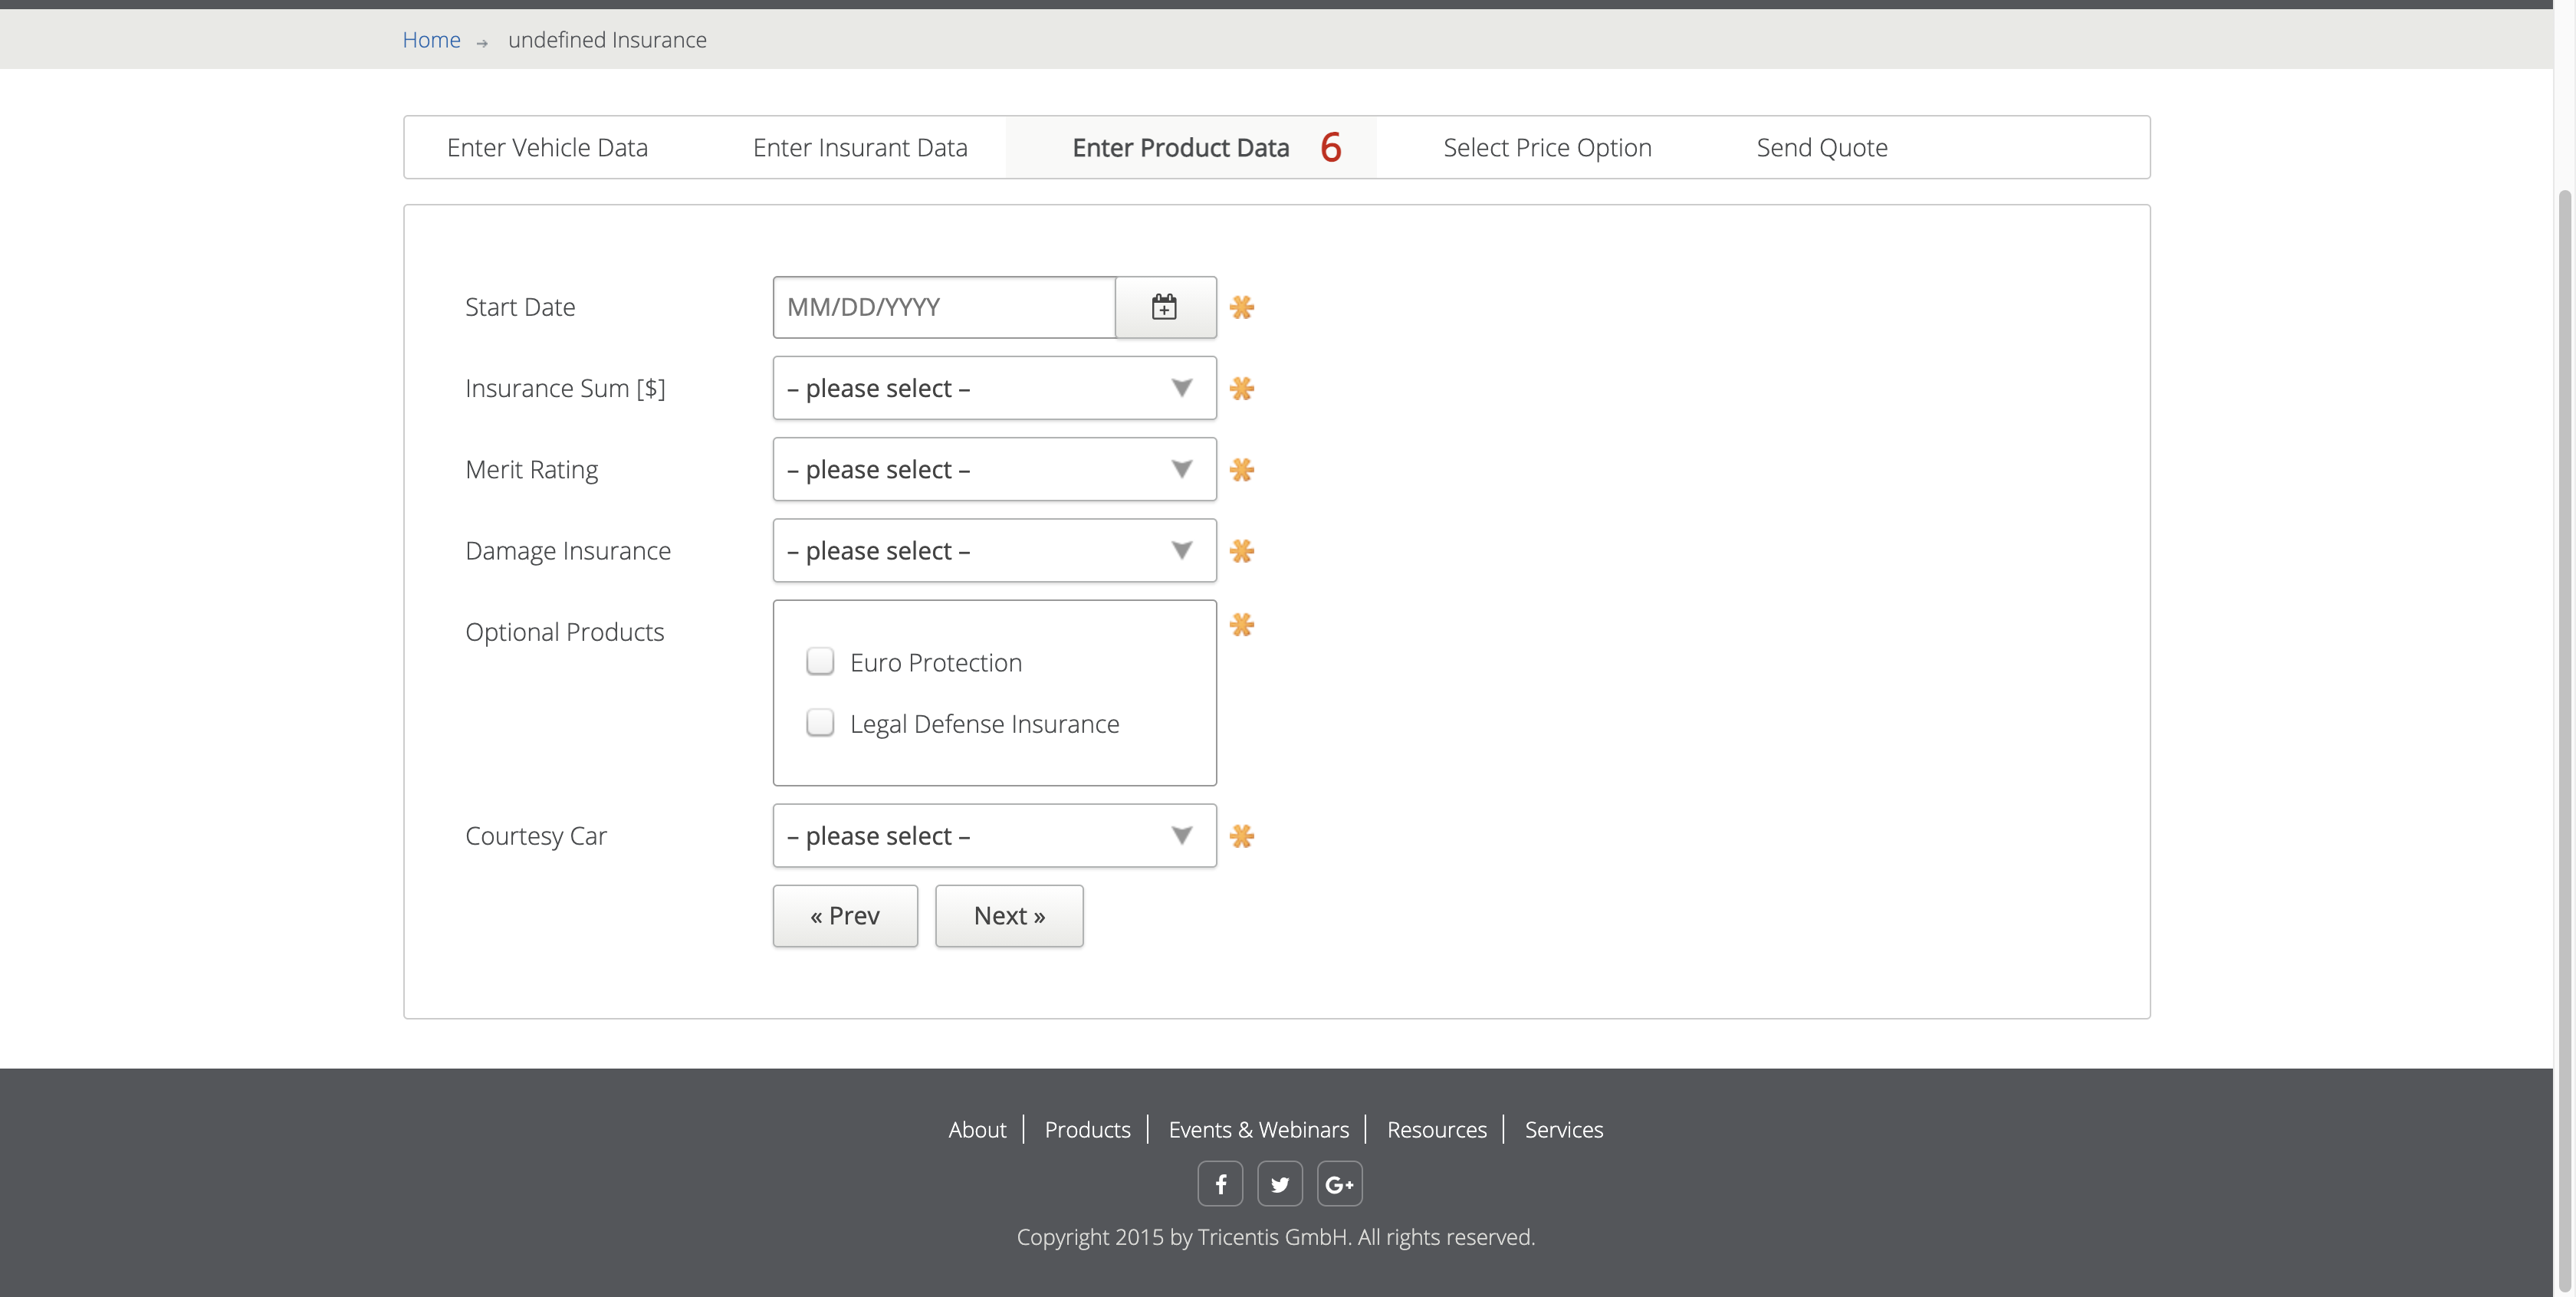 Home → undefined Insurance
Enter Vehicle Data Enter Insurant Data Enter Product Data 6 Select Price Option Send Quote
Start Date MM/DD/YYYY
Insurance Sum [$] – please select –
Merit Rating – please select –
Damage Insurance – please select –
Optional Products
Euro Protection
Legal Defense Insurance
Courtesy Car – please select –
« Prev Next »
About Products Events & Webinars Resources Services
f G+
Copyright 2015 by Tricentis GmbH. All rights reserved.